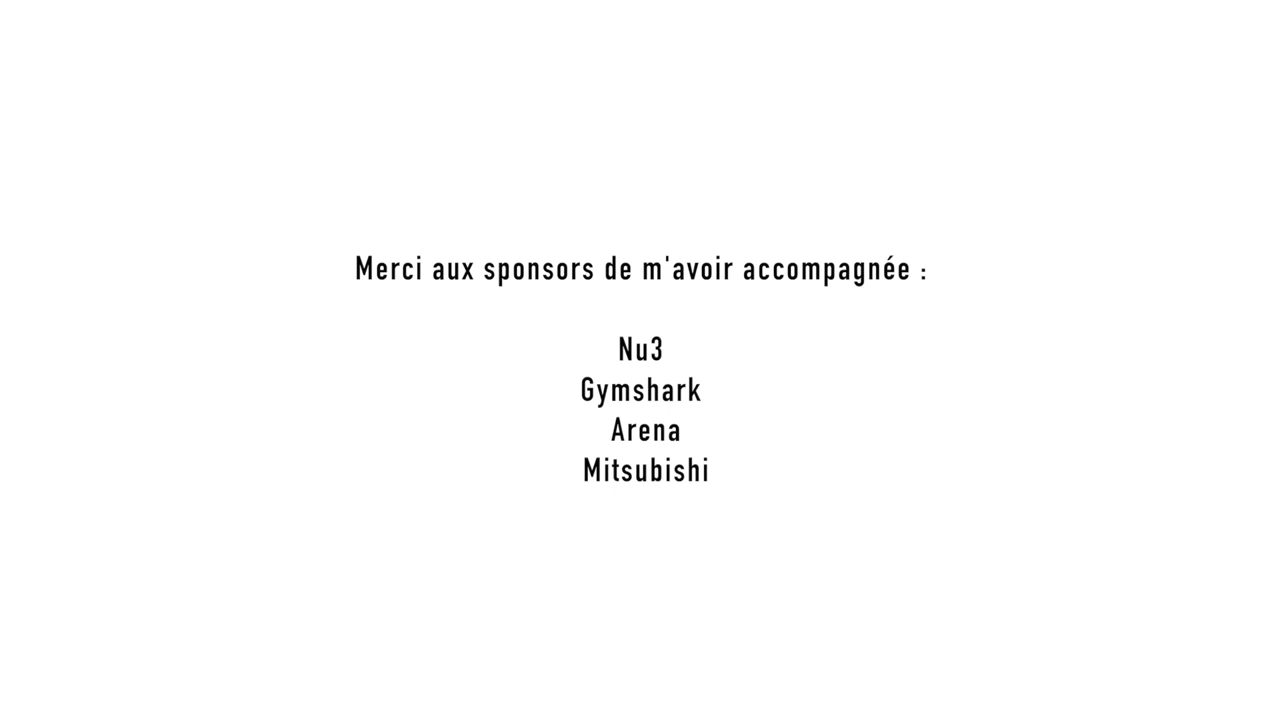 Merci aux sponsors de m'avoir accompagnée :
Nu3
Gymshark
Arena
Mitsubishi